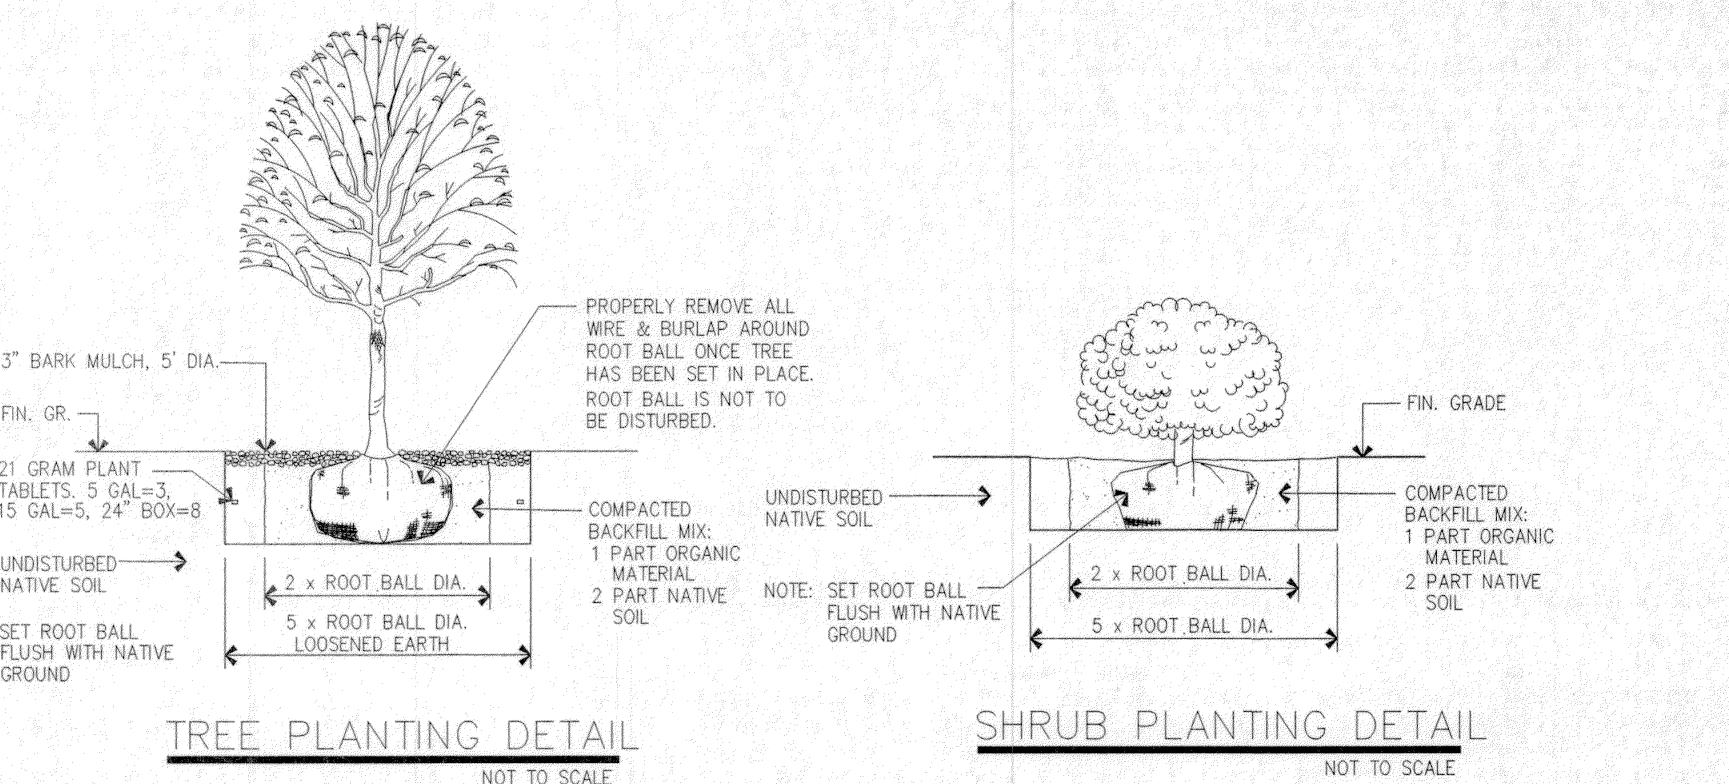 3" BARK MULCH, 5' DIA.
FIN. GR.
21 GRAM PLANT
TABLETS. 5 GAL=3,
15 GAL=5, 24" BOX=8
UNDISTURBED
NATIVE SOIL
SET ROOT BALL
FLUSH WITH NATIVE
GROUND
PROPERLY REMOVE ALL
WIRE & BURLAP AROUND
ROOT BALL ONCE TREE
HAS BEEN SET IN PLACE.
ROOT BALL IS NOT TO
BE DISTURBED.
COMPACTED
BACKFILL MIX:
1 PART ORGANIC
MATERIAL
2 PART NATIVE
SOIL
2 x ROOT BALL DIA.
5 x ROOT BALL DIA.
LOOSENED EARTH
TREE PLANTING DETAIL
NOT TO SCALE
FIN. GRADE
UNDISTURBED
NATIVE SOIL
NOTE: SET ROOT BALL
FLUSH WITH NATIVE
GROUND
COMPACTED
BACKFILL MIX:
1 PART ORGANIC
MATERIAL
2 PART NATIVE
SOIL
2 x ROOT BALL DIA.
5 x ROOT BALL DIA.
SHRUB PLANTING DETAIL
NOT TO SCALE